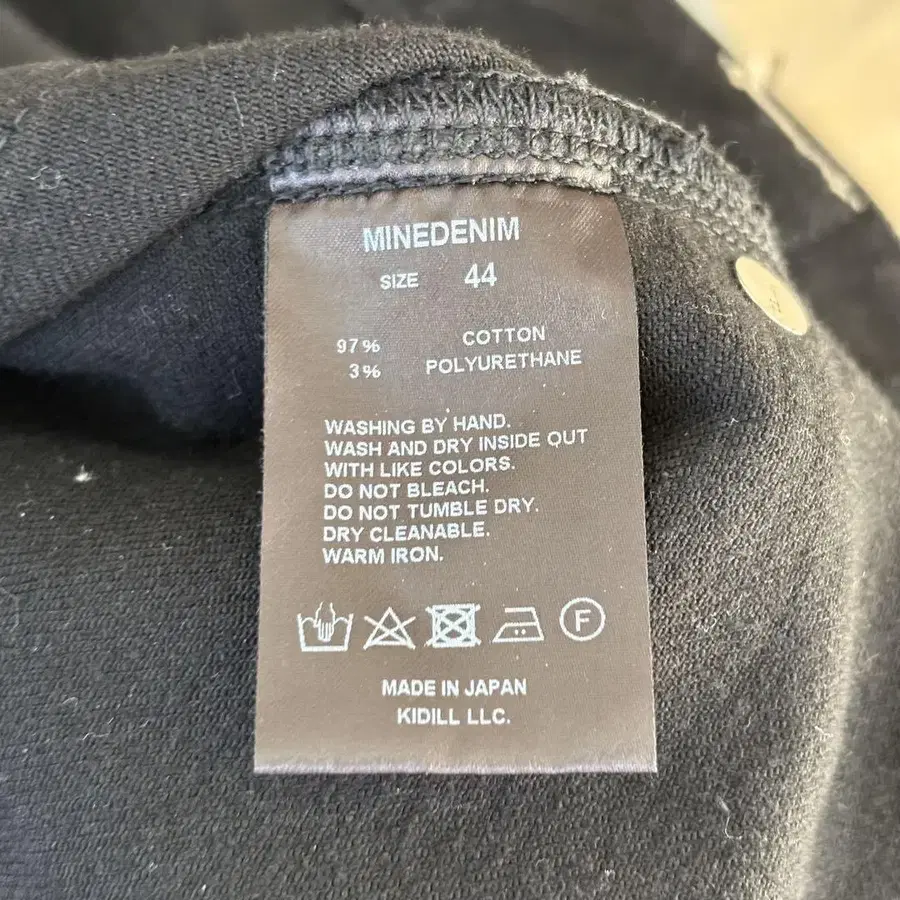 MINEDENIM
SIZE 44
97% COTTON
3% POLYURETHANE
WASHING BY HAND.
WASH AND DRY INSIDE OUT
WITH LIKE COLORS.
DO NOT BLEACH.
DO NOT TUMBLE DRY.
DRY CLEANABLE.
WARM IRON.
F
MADE IN JAPAN
KIDILL LLC.